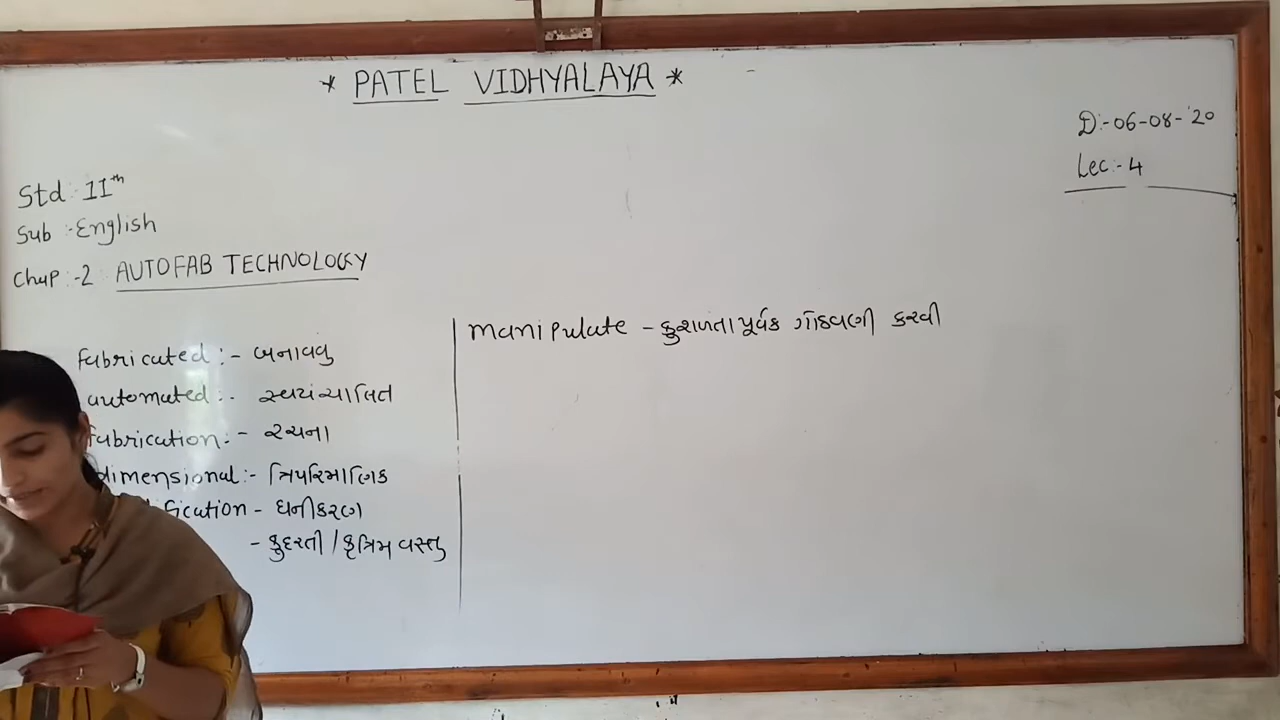 * PATEL VIDHYALAYA *
D:-06-08-'20
Lec:-4
Std: 11th
Sub :-English
Chap :-2 AUTOFAB TECHNOLOGY
fabricated :- બનાવવુ
automated :- સ્વયંચાલિત
fabrication :- રચના
dimensional :- ત્રિપરિમાણિક
fication - ઘનીકરણ
- કુદરતી / કૃત્રિમ વસ્તુ
manipulate - કુશળતાપૂર્વક ગોઠવણી કરવી